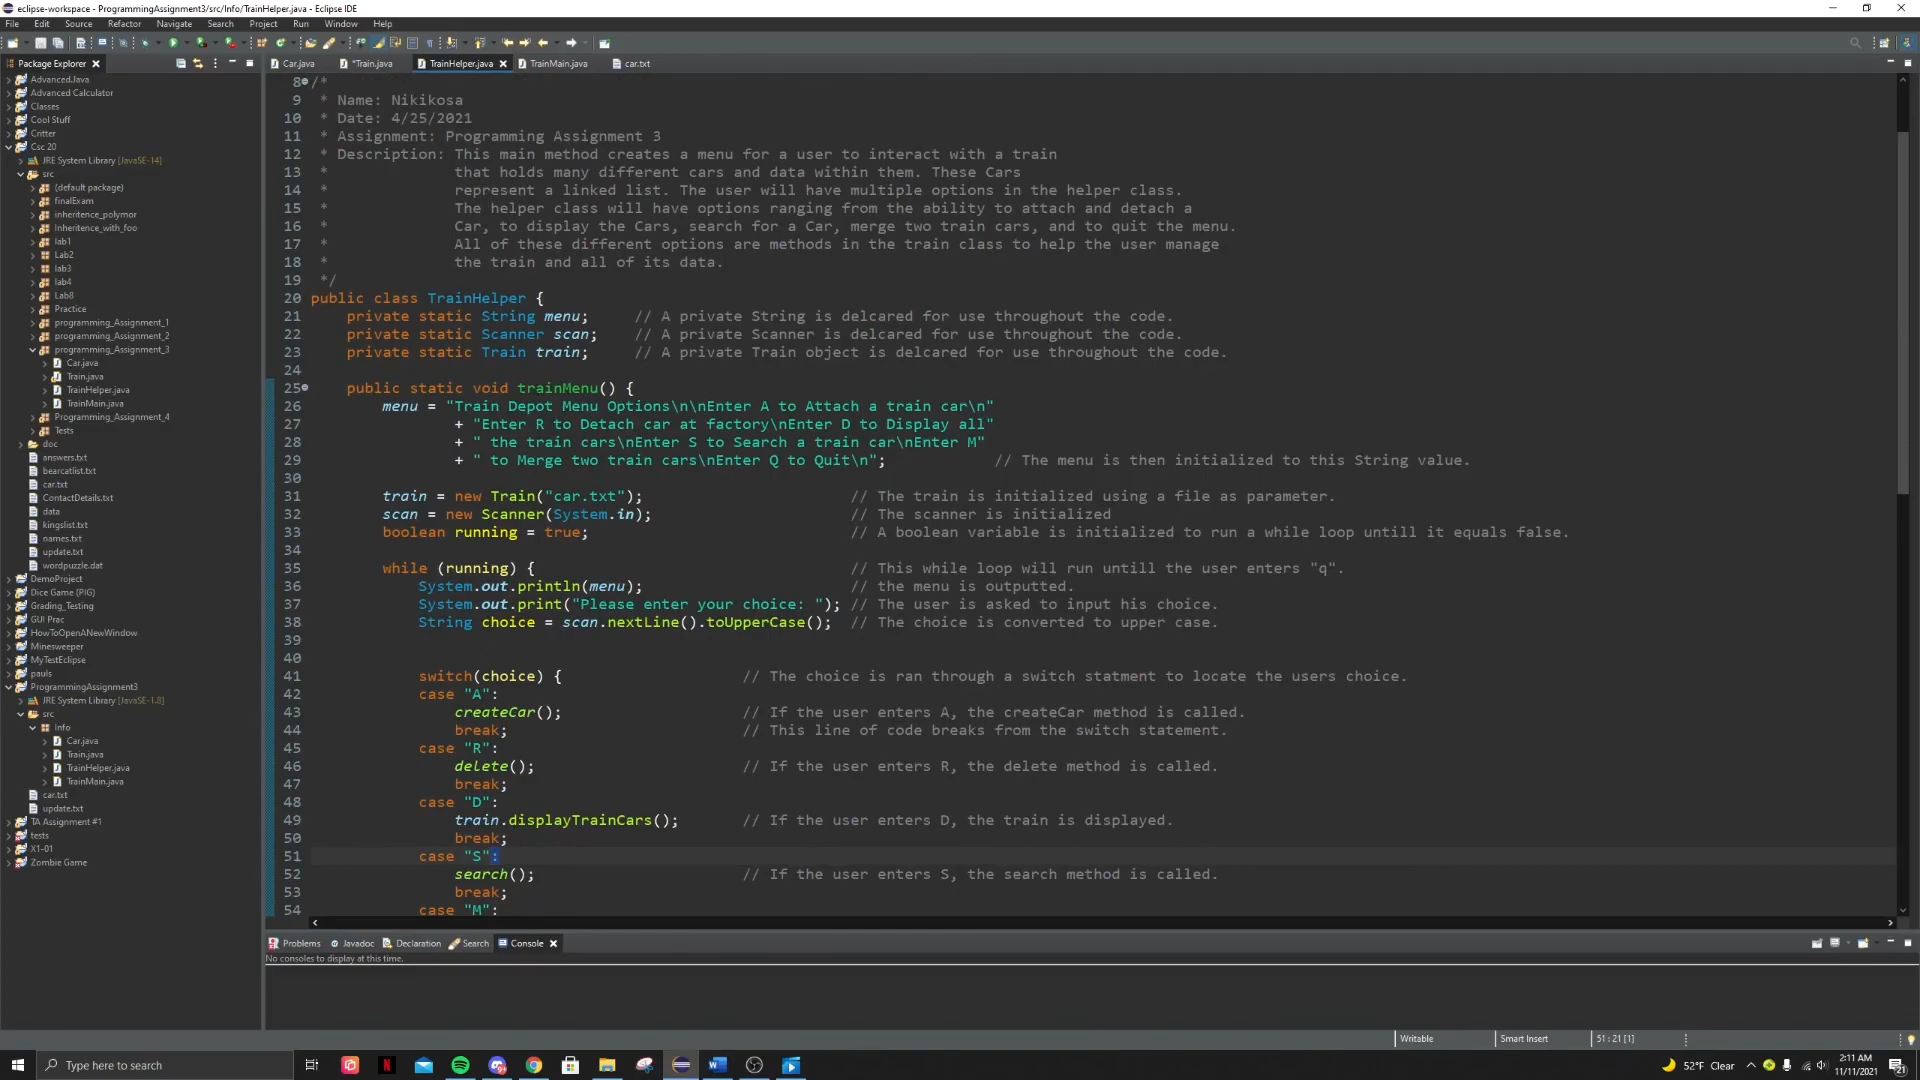 eclipse-workspace - ProgrammingAssignment3/src/Info/TrainHelper.java - Eclipse IDE
File Edit Source Refactor Navigate Search Project Run Window Help
Package Explorer
AdvancedJava
Advanced Calculator
Classes
Cool Stuff
Critter
Csc 20
JRE System Library [JavaSE-14]
src
(default package)
finalExam
inheritence_polymor
Inheritence_with_foo
lab1
Lab2
lab3
lab4
Lab8
Practice
programming_Assignment_1
programming_Assignment_2
programming_Assignment_3
Car.java
Train.java
TrainHelper.java
TrainMain.java
Programming_Assignment_4
Tests
doc
answers.txt
bearcatlist.txt
car.txt
ContactDetails.txt
data
kingslist.txt
names.txt
update.txt
wordpuzzle.dat
DemoProject
Dice Game (PIG)
Grading_Testing
GUI Prac
HowToOpenANewWindow
Minesweeper
MyTestEclipse
pauls
ProgrammingAssignment3
JRE System Library [JavaSE-1.8]
src
Info
Car.java
Train.java
TrainHelper.java
TrainMain.java
car.txt
update.txt
TA Assignment #1
tests
X1-01
Zombie Game
Car.java *Train.java TrainHelper.java TrainMain.java car.txt
8 /*
9 * Name: Nikikosa
10 * Date: 4/25/2021
11 * Assignment: Programming Assignment 3
12 * Description: This main method creates a menu for a user to interact with a train
13 * that holds many different cars and data within them. These Cars
14 * represent a linked list. The user will have multiple options in the helper class.
15 * The helper class will have options ranging from the ability to attach and detach a
16 * Car, to display the Cars, search for a Car, merge two train cars, and to quit the menu.
17 * All of these different options are methods in the train class to help the user manage
18 * the train and all of its data.
19 */
20 public class TrainHelper {
21 private static String menu; // A private String is delcared for use throughout the code.
22 private static Scanner scan; // A private Scanner is delcared for use throughout the code.
23 private static Train train; // A private Train object is delcared for use throughout the code.
24
25 public static void trainMenu() {
26 menu = "Train Depot Menu Options\n\nEnter A to Attach a train car\n"
27 + "Enter R to Detach car at factory\nEnter D to Display all"
28 + " the train cars\nEnter S to Search a train car\nEnter M"
29 + " to Merge two train cars\nEnter Q to Quit\n"; // The menu is then initialized to this String value.
30
31 train = new Train("car.txt"); // The train is initialized using a file as parameter.
32 scan = new Scanner(System.in); // The scanner is initialized
33 boolean running = true; // A boolean variable is initialized to run a while loop untill it equals false.
34
35 while (running) { // This while loop will run untill the user enters "q".
36 System.out.println(menu); // the menu is outputted.
37 System.out.print("Please enter your choice: "); // The user is asked to input his choice.
38 String choice = scan.nextLine().toUpperCase(); // The choice is converted to upper case.
39
40
41 switch(choice) { // The choice is ran through a switch statment to locate the users choice.
42 case "A":
43 createCar(); // If the user enters A, the createCar method is called.
44 break; // This line of code breaks from the switch statement.
45 case "R":
46 delete(); // If the user enters R, the delete method is called.
47 break;
48 case "D":
49 train.displayTrainCars(); // If the user enters D, the train is displayed.
50 break;
51 case "S":
52 search(); // If the user enters S, the search method is called.
53 break;
54 case "M":
Problems Javadoc Declaration Search Console
No consoles to display at this time.
Writable Smart Insert 51 : 21 [1]
Type here to search
52°F Clear
2:11 AM
11/11/2021
21